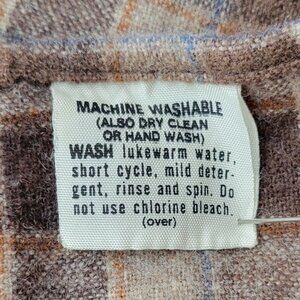 MACHINE WASHABLE
(ALSO DRY CLEAN
OR HAND WASH)
WASH lukewarm water,
short cycle, mild deter-
gent, rinse and spin. Do
not use chlorine bleach.
(over)